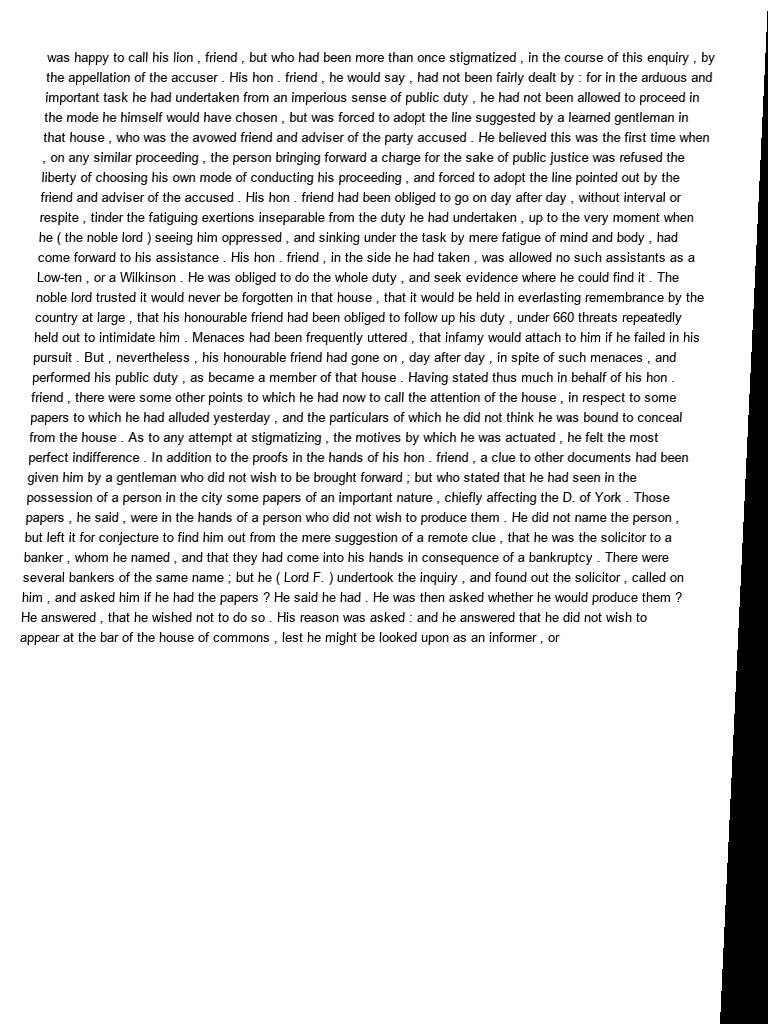 was happy to call his lion , friend , but who had been more than once stigmatized , in the course of this enquiry , by
the appellation of the accuser . His hon . friend , he would say , had not been fairly dealt by : for in the arduous and
important task he had undertaken from an imperious sense of public duty , he had not been allowed to proceed in
the mode he himself would have chosen , but was forced to adopt the line suggested by a learned gentleman in
that house , who was the avowed friend and adviser of the party accused . He believed this was the first time when
, on any similar proceeding , the person bringing forward a charge for the sake of public justice was refused the
liberty of choosing his own mode of conducting his proceeding , and forced to adopt the line pointed out by the
friend and adviser of the accused . His hon . friend had been obliged to go on day after day , without interval or
respite , tinder the fatiguing exertions inseparable from the duty he had undertaken , up to the very moment when
he ( the noble lord ) seeing him oppressed , and sinking under the task by mere fatigue of mind and body , had
come forward to his assistance . His hon . friend , in the side he had taken , was allowed no such assistants as a
Low-ten , or a Wilkinson . He was obliged to do the whole duty , and seek evidence where he could find it . The
noble lord trusted it would never be forgotten in that house , that it would be held in everlasting remembrance by the
country at large , that his honourable friend had been obliged to follow up his duty , under 660 threats repeatedly
held out to intimidate him . Menaces had been frequently uttered , that infamy would attach to him if he failed in his
pursuit . But , nevertheless , his honourable friend had gone on , day after day , in spite of such menaces , and
performed his public duty , as became a member of that house . Having stated thus much in behalf of his hon .
friend , there were some other points to which he had now to call the attention of the house , in respect to some
papers to which he had alluded yesterday , and the particulars of which he did not think he was bound to conceal
from the house . As to any attempt at stigmatizing , the motives by which he was actuated , he felt the most
perfect indifference . In addition to the proofs in the hands of his hon . friend , a clue to other documents had been
given him by a gentleman who did not wish to be brought forward ; but who stated that he had seen in the
possession of a person in the city some papers of an important nature , chiefly affecting the D. of York . Those
papers , he said , were in the hands of a person who did not wish to produce them . He did not name the person ,
but left it for conjecture to find him out from the mere suggestion of a remote clue , that he was the solicitor to a
banker , whom he named , and that they had come into his hands in consequence of a bankruptcy . There were
several bankers of the same name ; but he ( Lord F. ) undertook the inquiry , and found out the solicitor , called on
him , and asked him if he had the papers ? He said he had . He was then asked whether he would produce them ?
He answered , that he wished not to do so . His reason was asked : and he answered that he did not wish to
appear at the bar of the house of commons , lest he might be looked upon as an informer , or